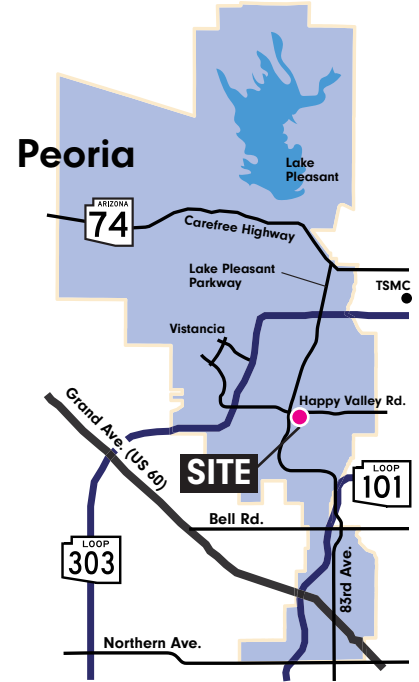 Peoria
Lake
Pleasant
ARIZONA
74
Carefree Highway
Lake Pleasant
Parkway
TSMC
Vistancia
Happy Valley Rd.
Grand Ave. (US 60)
SITE
LOOP
101
Bell Rd.
LOOP
303
83rd Ave.
Northern Ave.